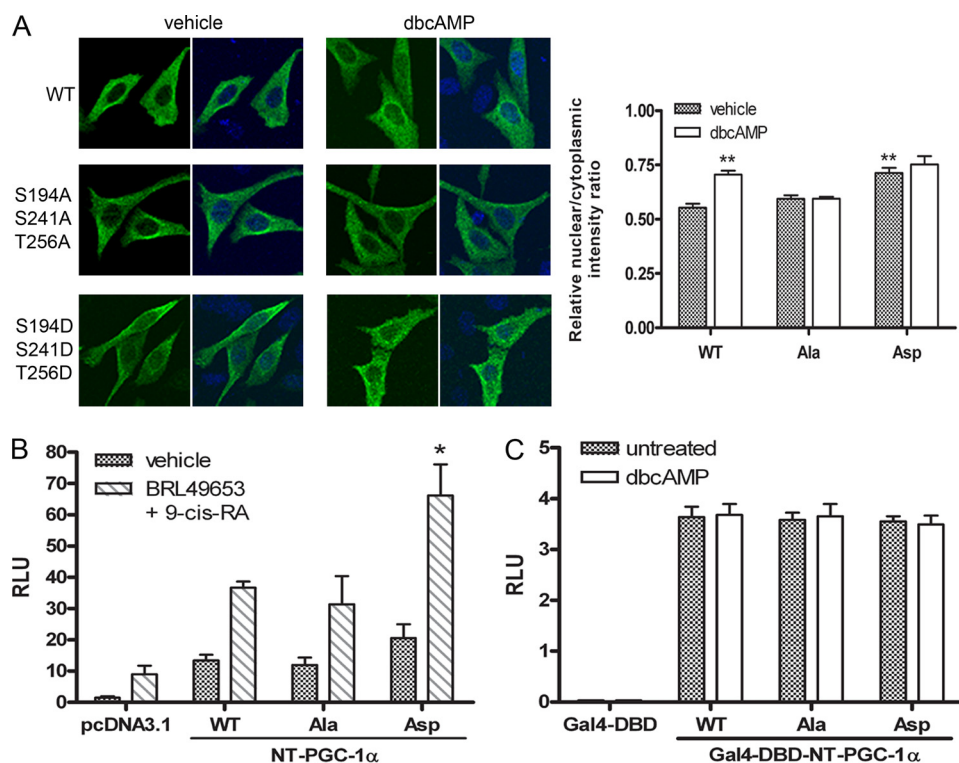 A
vehicle
dbcAMP
WT
S194A
S241A
T256A
S194D
S241D
T256D
Relative nuclear/cytoplasmic
intensity ratio
1.00
0.75
0.50
0.25
0.00
vehicle
dbcAMP
**
**
WT
Ala
Asp
B
RLU
80
70
60
50
40
30
20
10
0
vehicle
BRL49653
+ 9-cis-RA
*
pcDNA3.1
WT
Ala
Asp
NT-PGC-1α
C
RLU
5
4
3
2
1
0
untreated
dbcAMP
Gal4-DBD
WT
Ala
Asp
Gal4-DBD-NT-PGC-1α